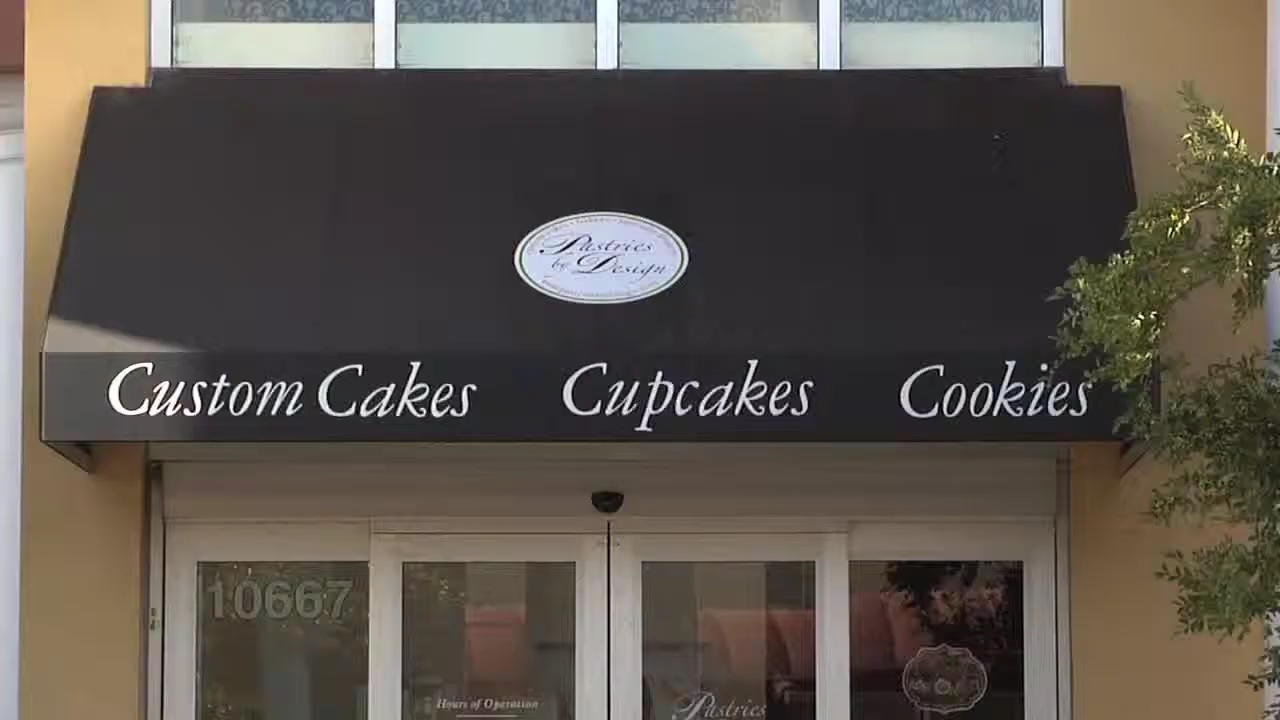 Pastries
by Design
Custom Cakes Cupcakes Cookies
10667
Hours of Operation
Pastries